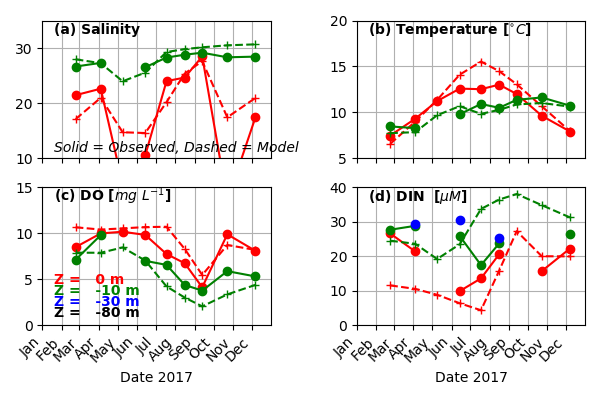 (a) Salinity
30
20
10
Solid = Observed, Dashed = Model
(b) Temperature [°C]
20
15
10
5
(c) DO [mg L⁻¹]
15
10
5
0
Z = 0 m
Z = -10 m
Z = -30 m
Z = -80 m
Jan Feb Mar Apr May Jun Jul Aug Sep Oct Nov Dec
Date 2017
(d) DIN [μM]
40
30
20
10
0
Jan Feb Mar Apr May Jun Jul Aug Sep Oct Nov Dec
Date 2017